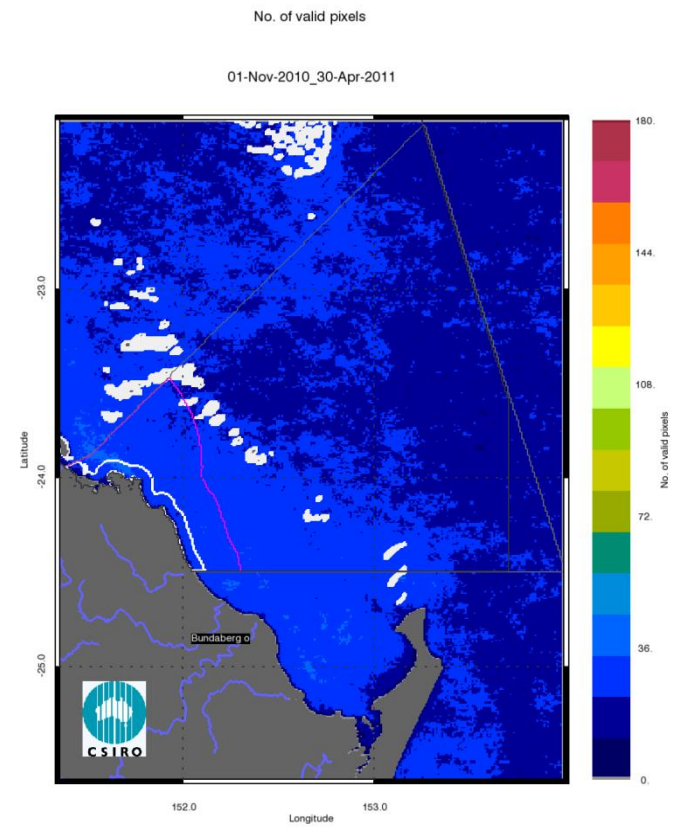 No. of valid pixels
01-Nov-2010_30-Apr-2011
180.
144.
108.
72.
36.
0.
No. of valid pixels
-23.0
-24.0
-25.0
Latitude
Bundaberg o
CSIRO
152.0 153.0
Longitude